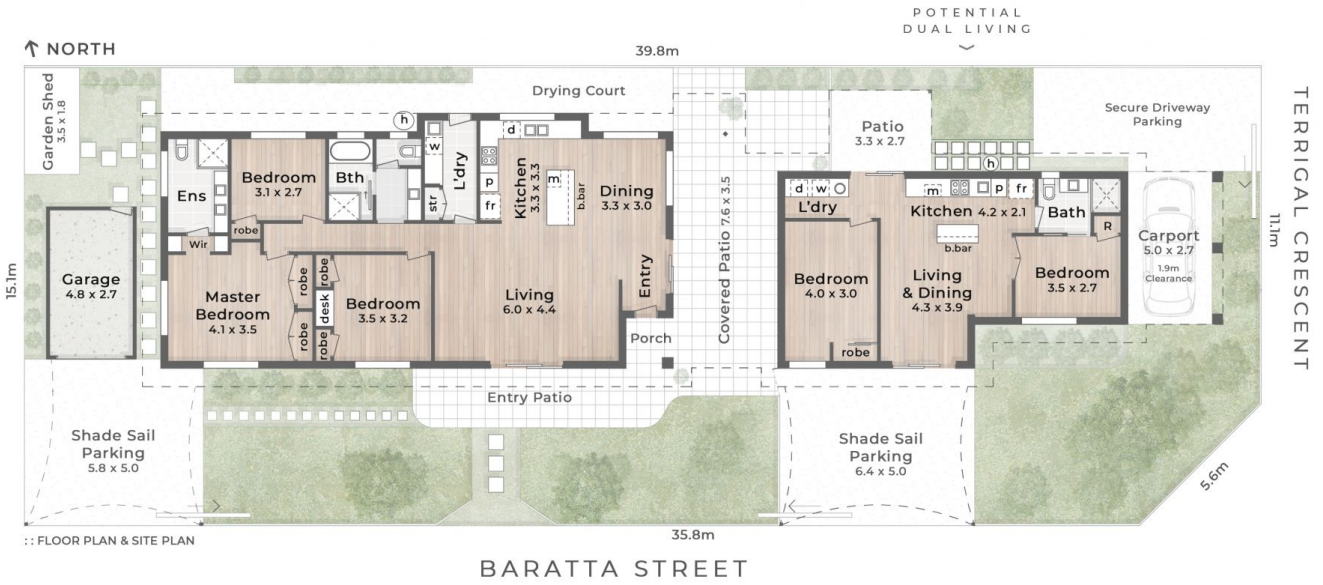 POTENTIAL
DUAL LIVING
NORTH
39.8m
Garden Shed
3.5 x 1.8
Drying Court
Secure Driveway
Parking
TERRIGAL CRESCENT
Patio
3.3 x 2.7
h
h
Ens
Bedroom
3.1 x 2.7
Bth
w
L'dry
str
d
p
fr
Kitchen
3.3 x 3.3
m
b.bar
Dining
3.3 x 3.0
Covered Patio 7.6 x 3.5
d
w
L'dry
m
p
fr
Kitchen 4.2 x 2.1
b.bar
Bath
R
Carport
5.0 x 2.7
1.9m
Clearance
11.1m
robe
Wir
15.1m
Garage
4.8 x 2.7
Master
Bedroom
4.1 x 3.5
robe
robe
robe
desk
robe
Bedroom
3.5 x 3.2
Living
6.0 x 4.4
Entry
Porch
Bedroom
4.0 x 3.0
robe
Living
& Dining
4.3 x 3.9
Bedroom
3.5 x 2.7
Entry Patio
Shade Sail
Parking
5.8 x 5.0
Shade Sail
Parking
6.4 x 5.0
5.6m
35.8m
:: FLOOR PLAN & SITE PLAN
BARATTA STREET